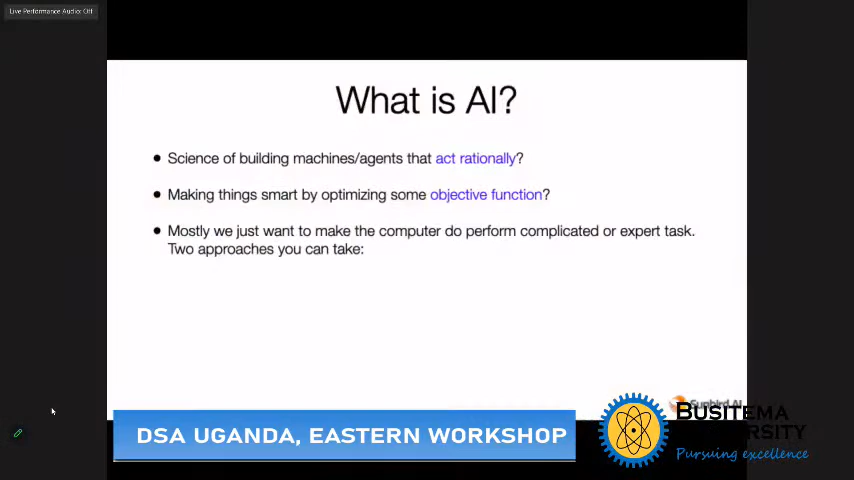 Live Performance Audio: Off
What is AI?
• Science of building machines/agents that act rationally?
• Making things smart by optimizing some objective function?
• Mostly we just want to make the computer do perform complicated or expert task.
Two approaches you can take:
Sunbird AI
DSA UGANDA, EASTERN WORKSHOP
BUSITEMA
UNIVERSITY
Pursuing excellence